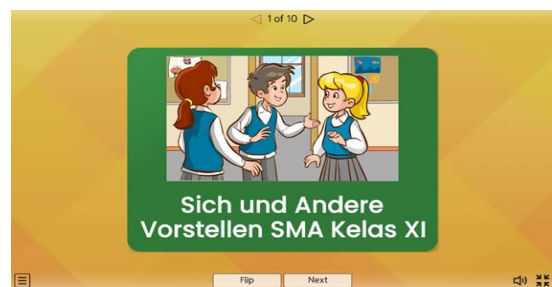 1 of 10
Sich und Andere
Vorstellen SMA Kelas XI
Flip
Next